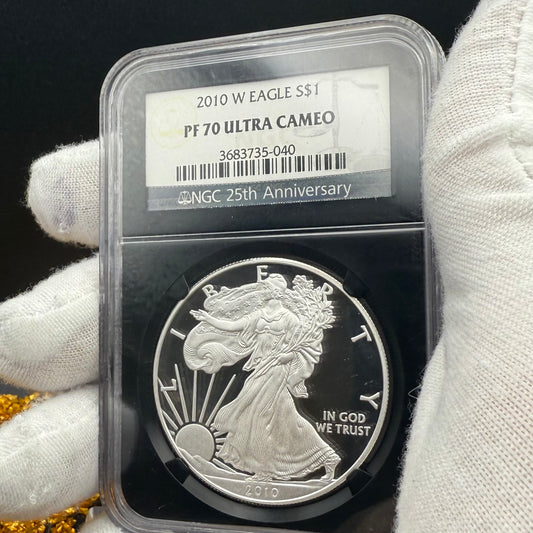 2010 W EAGLE S$1
PF 70 ULTRA CAMEO
3683735-040
NGC 25th Anniversary
LIBERTY
IN GOD
WE TRUST
2010